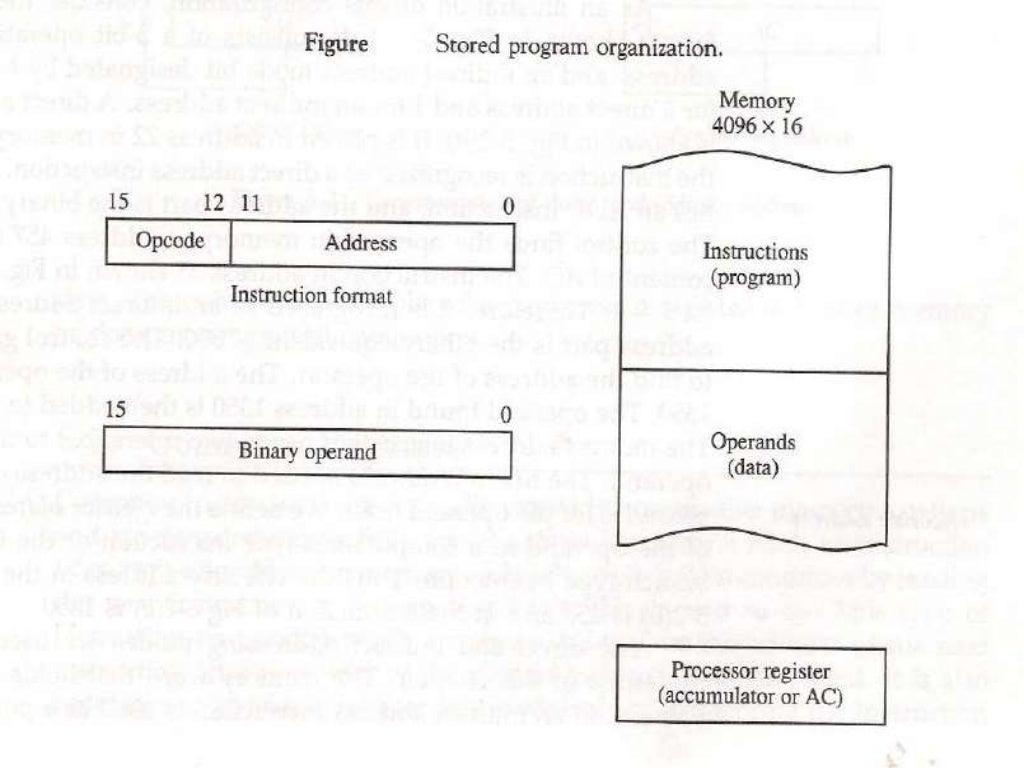 Figure Stored program organization.
Memory
4096 × 16
15 12 11 0
Opcode Address
Instruction format
Instructions
(program)
15 0
Binary operand
Operands
(data)
Processor register
(accumulator or AC)